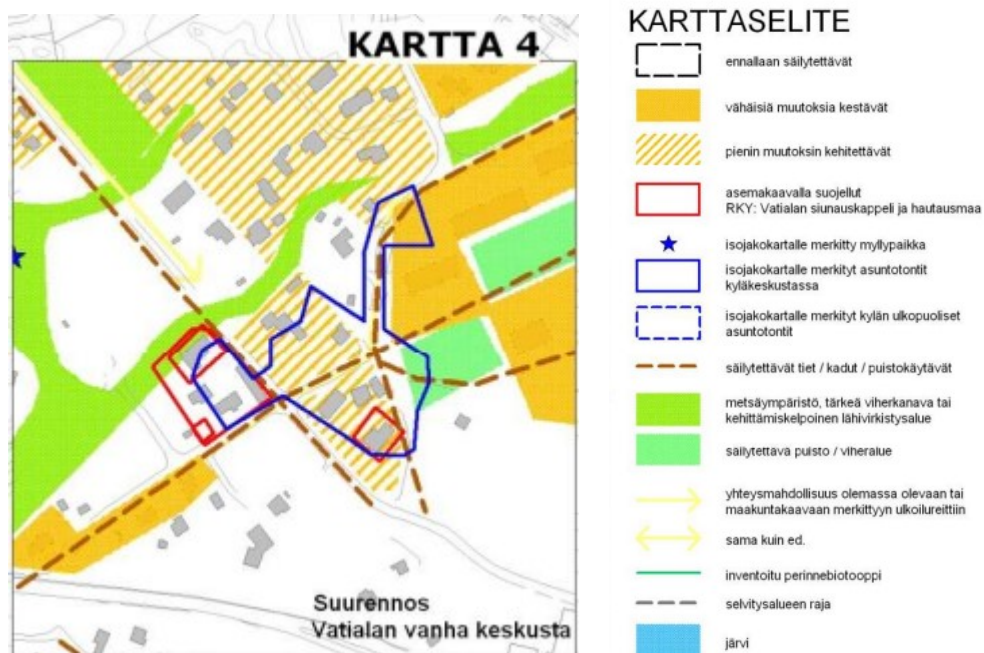 KARTTA 4
Suurennos
Vatialan vanha keskusta
KARTTASELITE
ennallaan säilytettävät
vähäisiä muutoksia kestävät
pienin muutoksin kehitettävät
asemakaavalla suojellut
RKY: Vatialan siunauskappeli ja hautausmaa
isojakokartalle merkitty myllypaikka
isojakokartalle merkityt asuntotontit
kyläkeskustassa
isojakokartalle merkityt kylän ulkopuoliset
asuntotontit
säilytettävät tiet / kadut / puistokäytävät
metsäympäristö, tärkeä viherkanava tai
kehittämiskelpoinen lähivirkistysalue
säilytettävä puisto / viheralue
yhteysmahdollisuus olemassa olevaan tai
maakuntakaavaan merkittyyn ulkoilureittiin
sama kuin ed.
inventoitu perinnebiotooppi
selvitysalueen raja
järvi